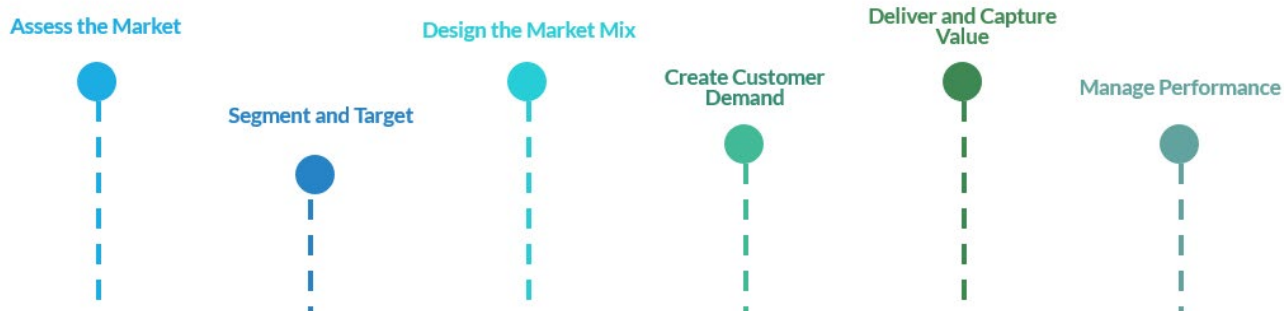 Assess the Market
Segment and Target
Design the Market Mix
Create Customer
Demand
Deliver and Capture
Value
Manage Performance